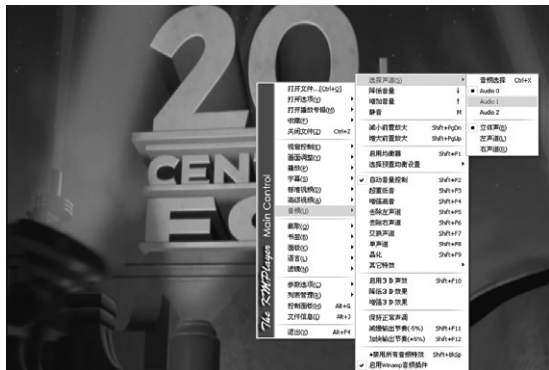 20
CEN
The KMPlayer Main Control
打开文件...[Ctrl+Q]
打开选项(Y)
打开播放专辑(M)
收藏(F)
关闭文件(Z) Ctrl+Z
视窗控制(E)
画面调整(Y)
播放(P)
字幕(S)
标准视频(D)
高级视频(A)
音频(U)
截取(O)
书签(B)
面板(K)
语言(L)
滤镜(N)
参数选项(C)
列表管理(R)
控制面板(H) Alt+G
文件信息(I) Alt+J
退出(X) Alt+F4
选择声道(S)
降低音量 ↓
增加音量 ↑
静音 M
减小前置放大 Shift+PgDn
增大前置放大 Shift+PgUp
启用均衡器 Shift+F1
选择预置均衡设置
自动音量控制 Shift+F2
超重低音 Shift+F3
增强高音 Shift+F4
去除左声道 Shift+F5
去除右声道 Shift+F6
交换声道 Shift+F7
单声道 Shift+F8
晶化 Shift+F9
其它特效
启用3D声效 Shift+F10
降低3D效果
增强3D效果
保持正常声调
减慢输出节奏(-5%) Shift+F11
加快输出节奏(+5%) Shift+F12
*禁用所有音频特效 Shift+BkSp
启用Winamp音频插件
音频选择 Ctrl+X
Audio 0
Audio 1
Audio 2
立体声(B)
左声道(L)
右声道(R)